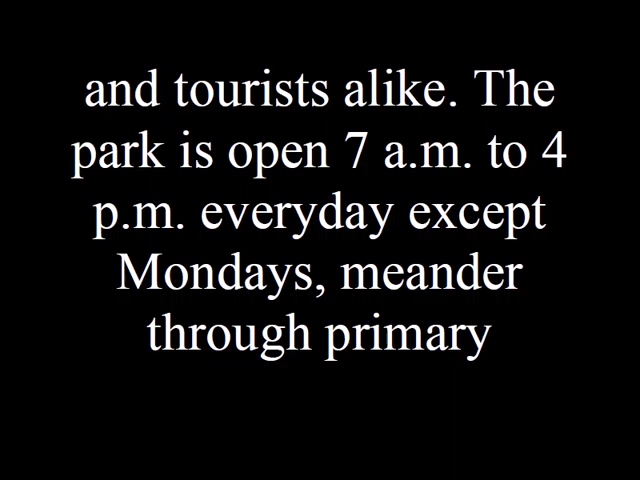 and tourists alike. The
park is open 7 a.m. to 4
p.m. everyday except
Mondays, meander
through primary